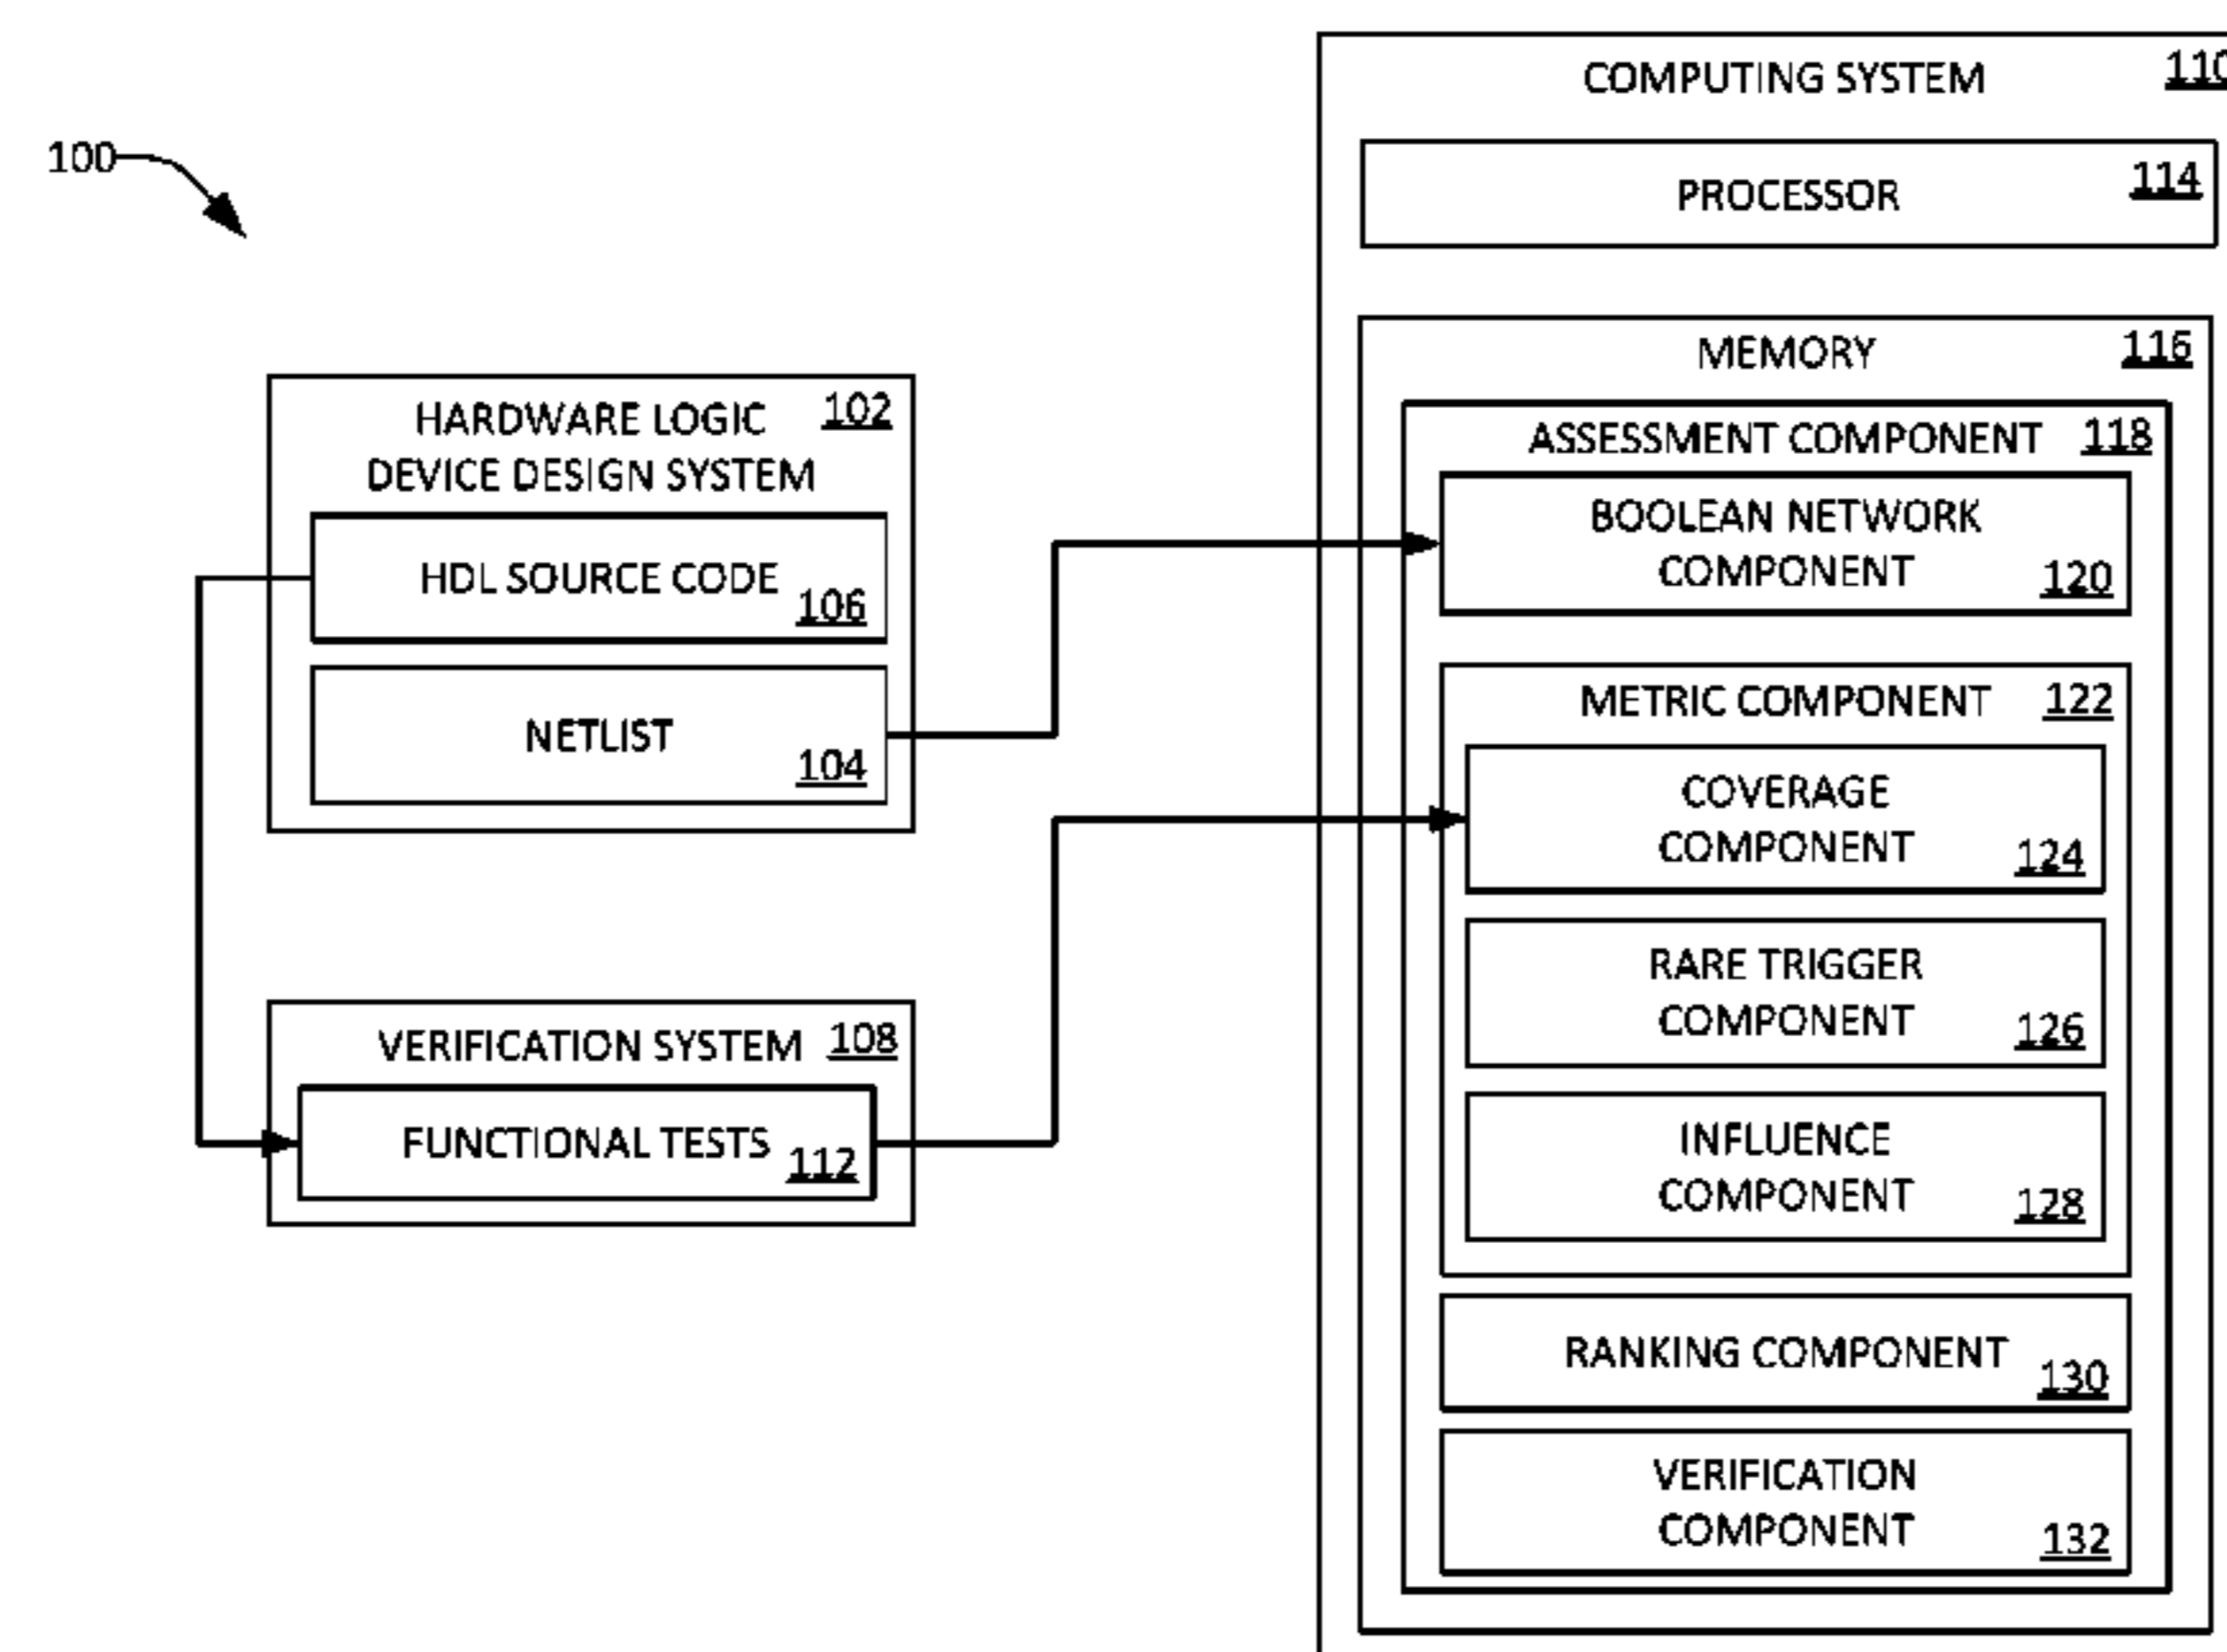 100
HARDWARE LOGIC 102
DEVICE DESIGN SYSTEM
HDL SOURCE CODE
106
NETLIST
104
VERIFICATION SYSTEM 108
FUNCTIONAL TESTS
112
COMPUTING SYSTEM 110
PROCESSOR 114
MEMORY 116
ASSESSMENT COMPONENT 118
BOOLEAN NETWORK
COMPONENT 120
METRIC COMPONENT 122
COVERAGE
COMPONENT 124
RARE TRIGGER
COMPONENT 126
INFLUENCE
COMPONENT 128
RANKING COMPONENT
130
VERIFICATION
COMPONENT 132